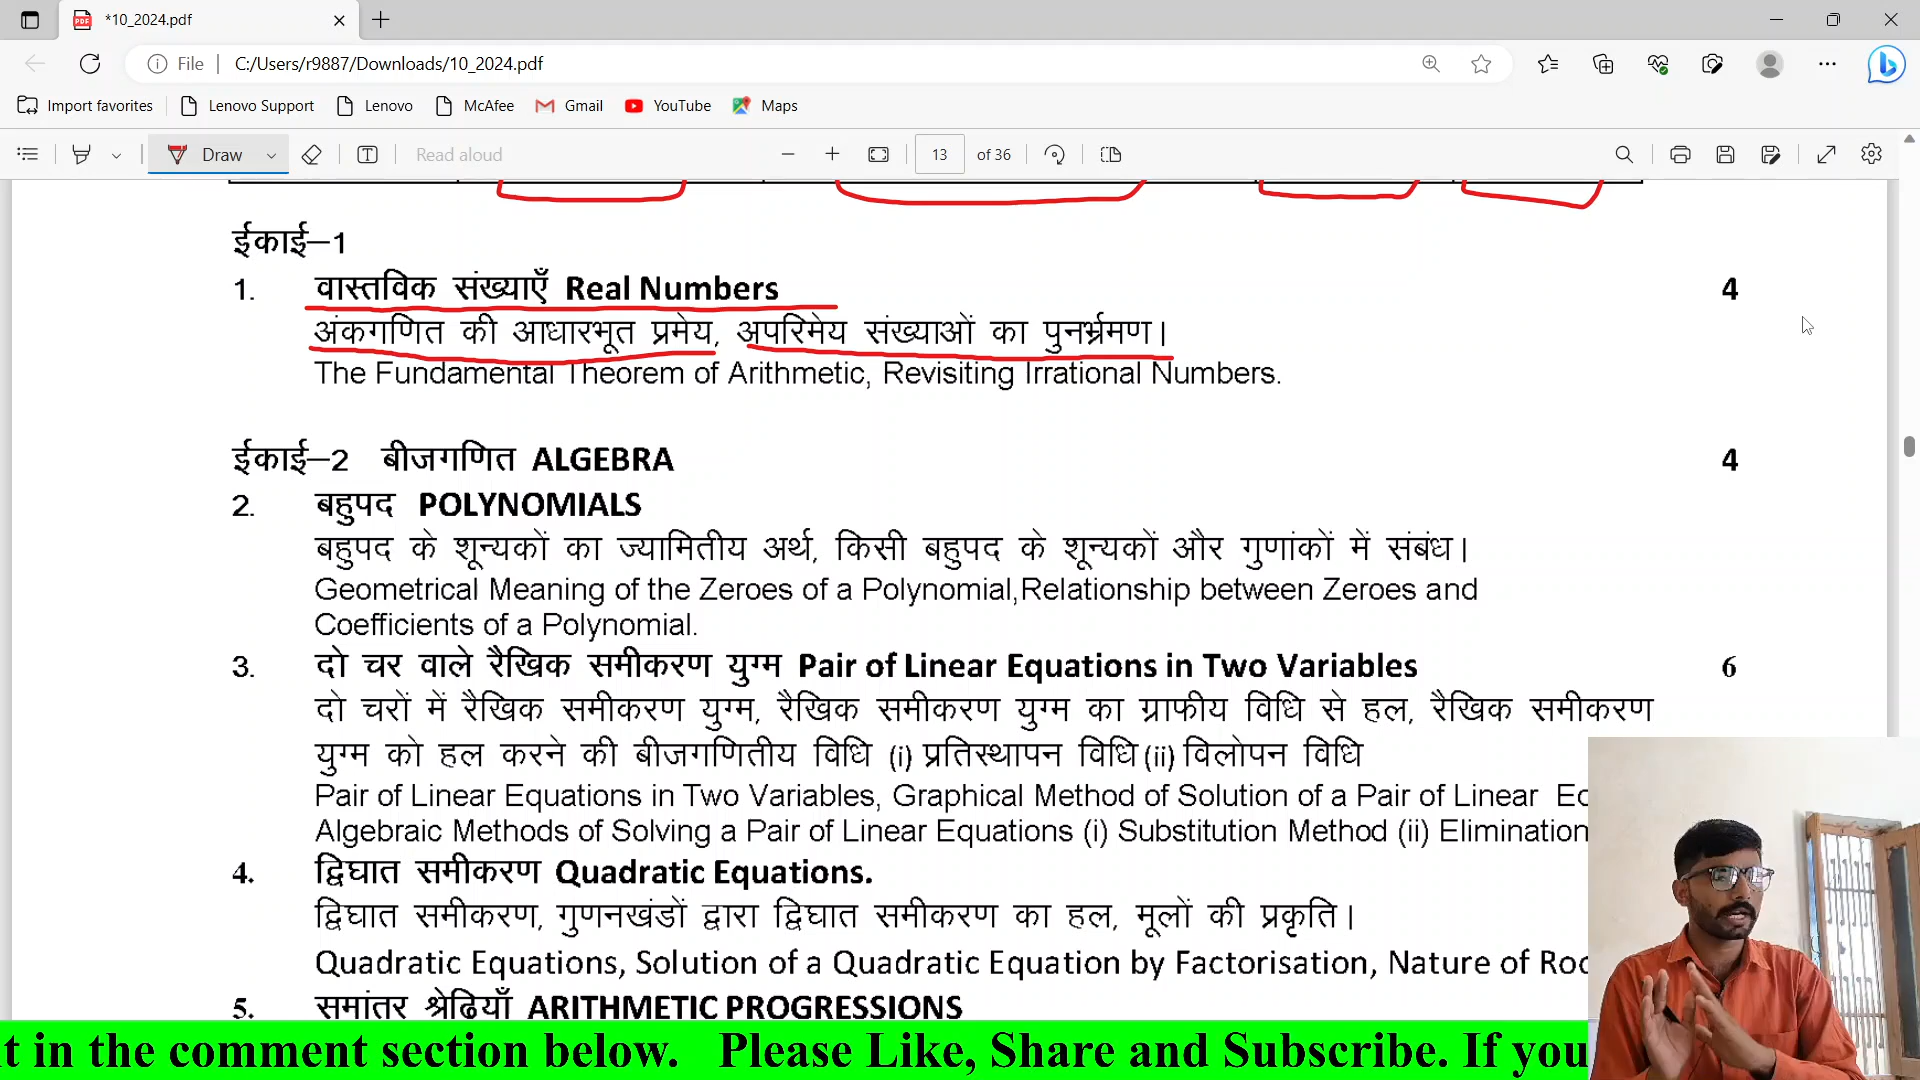 *10_2024.pdf
File C:/Users/r9887/Downloads/10_2024.pdf
Import favorites Lenovo Support Lenovo McAfee Gmail YouTube Maps
Draw Read aloud 13 of 36
ईकाई–1
1. वास्तविक संख्याएँ Real Numbers 4
अंकगणित की आधारभूत प्रमेय, अपरिमेय संख्याओं का पुनर्भ्रमण।
The Fundamental Theorem of Arithmetic, Revisiting Irrational Numbers.
ईकाई–2 बीजगणित ALGEBRA 4
2. बहुपद POLYNOMIALS
बहुपद के शून्यकों का ज्यामितीय अर्थ, किसी बहुपद के शून्यकों और गुणांकों में संबंध।
Geometrical Meaning of the Zeroes of a Polynomial,Relationship between Zeroes and
Coefficients of a Polynomial.
3. दो चर वाले रैखिक समीकरण युग्म Pair of Linear Equations in Two Variables 6
दो चरों में रैखिक समीकरण युग्म, रैखिक समीकरण युग्म का ग्राफीय विधि से हल, रैखिक समीकरण
युग्म को हल करने की बीजगणितीय विधि (i) प्रतिस्थापन विधि (ii) विलोपन विधि
Pair of Linear Equations in Two Variables, Graphical Method of Solution of a Pair of Linear
Algebraic Methods of Solving a Pair of Linear Equations (i) Substitution Method (ii) Elimination
4. द्विघात समीकरण Quadratic Equations.
द्विघात समीकरण, गुणनखंडों द्वारा द्विघात समीकरण का हल, मूलों की प्रकृति।
Quadratic Equations, Solution of a Quadratic Equation by Factorisation, Nature of
5. समांतर श्रेढियाँ ARITHMETIC PROGRESSIONS
t in the comment section below. Please Like, Share and Subscribe. If you